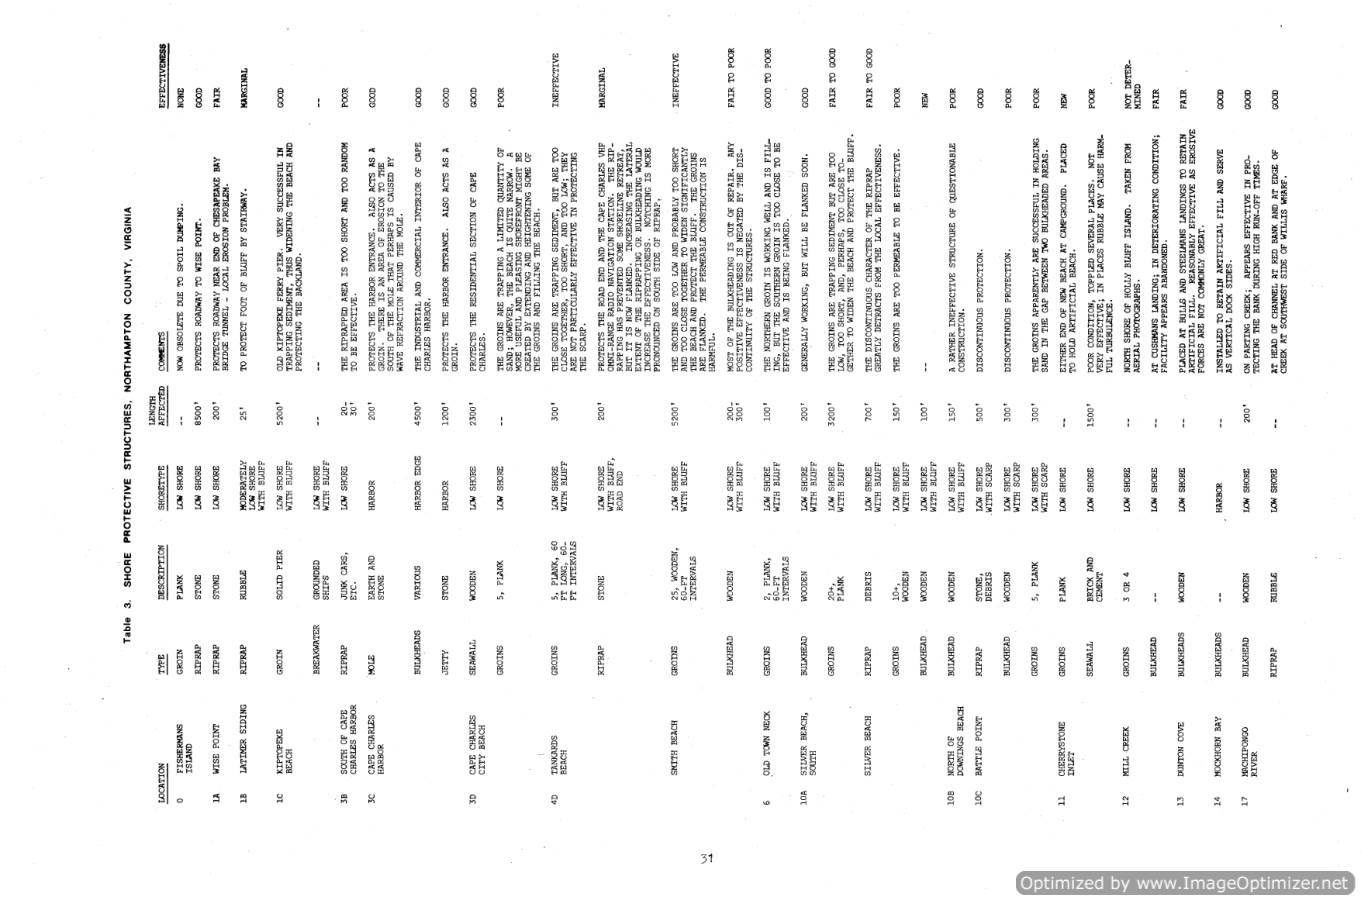 Table 3. SHORE PROTECTIVE STRUCTURES, NORTHAMPTON COUNTY, VIRGINIA
LOCATION TYPE DESCRIPTION SHORETYPE LENGTH AFFECTED COMMENTS EFFECTIVENESS
0 FISHERMANS ISLAND GROIN PLANK LOW SHORE -- NOW OBSOLETE DUE TO SPOIL DUMPING. NONE
RIPRAP STONE LOW SHORE 8500' PROTECTS ROADWAY TO WISE POINT. GOOD
1A WISE POINT RIPRAP STONE LOW SHORE 200' PROTECTS ROADWAY NEAR END OF CHESAPEAKE BAY BRIDGE TUNNEL - LOCAL EROSION PROBLEM. FAIR
1B LATIMER SIDING RIPRAP RUBBLE MODERATELY LOW SHORE WITH BLUFF 25' TO PROTECT FOOT OF BLUFF BY STAIRWAY. MARGINAL
1C KIPTOPEKE BEACH GROIN SOLID PIER LOW SHORE WITH BLUFF 5200' OLD KIPTOPEKE FERRY PIER. VERY SUCCESSFUL IN TRAPPING SEDIMENT, THUS WIDENING THE BEACH AND PROTECTING THE BACKLAND. GOOD
BREAKWATER GROUNDED SHIPS LOW SHORE WITH BLUFF -- -- --
3B SOUTH OF CAPE CHARLES HARBOR RIPRAP JUNK CARS, ETC. LOW SHORE 20-30' THE RIPRAPPED AREA IS TOO SHORT AND TOO RANDOM TO BE EFFECTIVE. POOR
3C CAPE CHARLES HARBOR MOLE EARTH AND STONE HARBOR 200' PROTECTS THE HARBOR ENTRANCE. ALSO ACTS AS A GROIN. THERE IS AN AREA OF EROSION TO THE SOUTH OF THE MOLE THAT PERHAPS IS CAUSED BY WAVE REFRACTION AROUND THE MOLE. GOOD
BULKHEADS VARIOUS HARBOR EDGE 4500' THE INDUSTRIAL AND COMMERCIAL INTERIOR OF CAPE CHARLES HARBOR. GOOD
JETTY STONE HARBOR 1200' PROTECTS THE HARBOR ENTRANCE. ALSO ACTS AS A GROIN. GOOD
3D CAPE CHARLES CITY BEACH SEAWALL WOODEN LOW SHORE 2300' PROTECTS THE RESIDENTIAL SECTION OF CAPE CHARLES. GOOD
GROINS 5, PLANK LOW SHORE -- THE GROINS ARE TRAPPING A LIMITED QUANTITY OF SAND; HOWEVER, THE BEACH IS QUITE NARROW. A MORE USEFUL AND PLEASING SHOREFRONT MIGHT BE CREATED BY EXTENDING AND HEIGHTENING SOME OF THE GROINS AND FILLING THE BEACH. POOR
4D TANKARDS BEACH GROINS 5, PLANK, 60 FT LONG, 60-FT INTERVALS LOW SHORE WITH BLUFF 300' THE GROINS ARE TRAPPING SEDIMENT, BUT ARE TOO CLOSE TOGETHER, TOO SHORT, AND TOO LOW; THEY ARE NOT PARTICULARLY EFFECTIVE IN PROTECTING THE SCARP. INEFFECTIVE
RIPRAP STONE LOW SHORE WITH BLUFF, ROAD END 200' PROTECTS THE ROAD END AND THE CAPE CHARLES VHF OMNI-RANGE RADIO NAVIGATION STATION. THE RIPRAPPING HAS PREVENTED SOME SHORELINE RETREAT, BUT IT IS NOW FLANKED. INCREASING THE LATERAL EXTENT OF THE RIPRAPPING OR BULKHEADING WOULD INCREASE THE EFFECTIVENESS. NOTCHING IS MORE PRONOUNCED ON SOUTH SIDE OF RIPRAP. MARGINAL
SMITH BEACH GROINS 25, WOODEN, 60-FT INTERVALS LOW SHORE WITH BLUFF 5200' THE GROINS ARE TOO LOW AND PROBABLY TOO SHORT AND TOO CLOSE TOGETHER TO WIDEN SIGNIFICANTLY THE BEACH AND PROTECT THE BLUFF. THE GROINS ARE FLANKED. THE PERMEABLE CONSTRUCTION IS HARMFUL. INEFFECTIVE
BULKHEAD WOODEN LOW SHORE WITH BLUFF 200-300' MOST OF THE BULKHEADING IS OUT OF REPAIR. ANY POSITIVE EFFECTIVENESS IS NEGATED BY THE DISCONTINUITY OF THE STRUCTURES. FAIR TO POOR
6 OLD TOWN NECK GROINS 2, PLANK, 60-FT INTERVALS LOW SHORE WITH BLUFF 100' THE NORTHERN GROIN IS WORKING WELL AND IS FILLING, BUT THE SOUTHERN GROIN IS TOO CLOSE TO BE EFFECTIVE AND IS BEING FLANKED. GOOD TO POOR
10A SILVER BEACH, SOUTH BULKHEAD WOODEN LOW SHORE WITH BLUFF 200' GENERALLY WORKING, BUT WILL BE FLANKED SOON. GOOD
GROINS 20+, PLANK LOW SHORE WITH BLUFF 3200' THE GROINS ARE TRAPPING SEDIMENT BUT ARE TOO LOW, TOO SHORT, AND, PERHAPS, TOO CLOSE TOGETHER TO WIDEN THE BEACH AND PROTECT THE BLUFF. FAIR TO GOOD
SILVER BEACH RIPRAP DEBRIS LOW SHORE WITH BLUFF 700' THE DISCONTINUOUS CHARACTER OF THE RIPRAP GREATLY DETRACTS FROM THE LOCAL EFFECTIVENESS. FAIR TO GOOD
GROINS 10+, WOODEN LOW SHORE WITH BLUFF 150' THE GROINS ARE TOO PERMEABLE TO BE EFFECTIVE. POOR
BULKHEAD WOODEN LOW SHORE WITH BLUFF 100' -- NEW
10B NORTH OF DOWNINGS BEACH BULKHEAD WOODEN LOW SHORE WITH BLUFF 150' A RATHER INEFFECTIVE STRUCTURE OF QUESTIONABLE CONSTRUCTION. POOR
10C BATTLE POINT RIPRAP STONE, DEBRIS LOW SHORE WITH SCARP 500' DISCONTINUOUS PROTECTION. GOOD
BULKHEAD WOODEN LOW SHORE WITH SCARP 300' DISCONTINUOUS PROTECTION. POOR
GROINS 5, PLANK LOW SHORE WITH SCARP 300' THE GROINS APPARENTLY ARE SUCCESSFUL IN HOLDING SAND IN THE GAP BETWEEN TWO BULKHEADED AREAS. POOR
11 CHERRYSTONE INLET GROINS PLANK LOW SHORE -- EITHER END OF NEW BEACH AT CAMPGROUND. PLACED TO HOLD ARTIFICIAL BEACH. NEW
SEAWALL BRICK AND CEMENT LOW SHORE 1500' POOR CONDITION, TOPPLED SEVERAL PLACES. NOT VERY EFFECTIVE; IN PLACES RUBBLE MAY CAUSE HARMFUL TURBULENCE. POOR
12 MILL CREEK GROINS 3 OR 4 LOW SHORE -- NORTH SHORE OF HOLLY BLUFF ISLAND. TAKEN FROM AERIAL PHOTOGRAPHS. NOT DETERMINED
BULKHEAD -- LOW SHORE -- AT CUSHMANS LANDING; IN DETERIORATING CONDITION; FACILITY APPEARS ABANDONED. FAIR
13 DUNTON COVE BULKHEADS WOODEN LOW SHORE -- PLACED AT BULLS AND STEELMANS LANDINGS TO RETAIN ARTIFICIAL FILL. REASONABLY EFFECTIVE AS EROSIVE FORCES ARE NOT COMMONLY GREAT. FAIR
14 MOCKHORN BAY BULKHEADS -- HARBOR -- INSTALLED TO RETAIN ARTIFICIAL FILL AND SERVE AS VERTICAL DOCK SIDES. GOOD
17 MACHIPONGO RIVER BULKHEAD WOODEN LOW SHORE 200' ON PARTING CREEK; APPEARS EFFECTIVE IN PROTECTING THE BANK DURING HIGH RUN-OFF TIMES. GOOD
RIPRAP RUBBLE LOW SHORE -- AT HEAD OF CHANNEL AT RED BANK AND AT EDGE OF CREEK AT SOUTHWEST SIDE OF WILLIS WHARF. GOOD
31
Optimized by www.ImageOptimizer.net